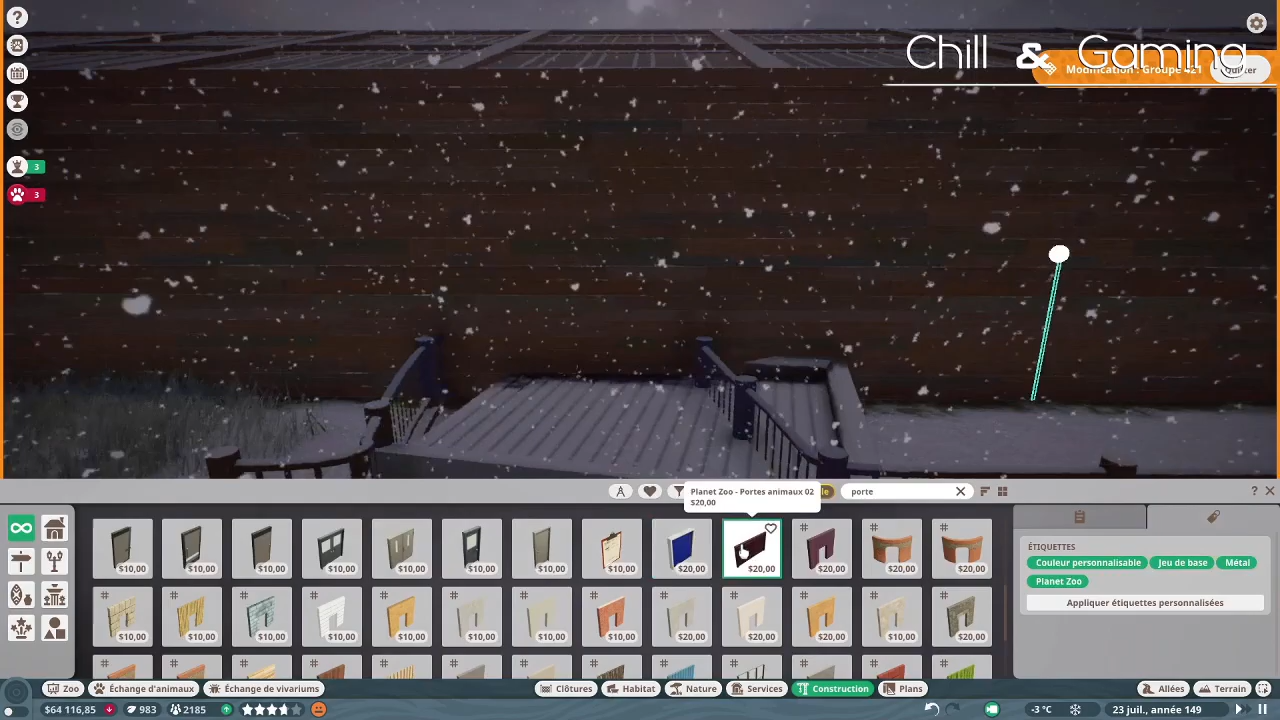 ?
Chill & Gaming
Modification : Groupe 421
3
3
Planet Zoo - Portes animaux 02
$20,00
porte
?
$10,00 $10,00 $10,00 $10,00 $10,00 $10,00 $10,00 $10,00 $20,00 $20,00 $20,00 $20,00 $20,00
ÉTIQUETTES
Couleur personnalisable Jeu de base Métal
Planet Zoo
Appliquer étiquettes personnalisées
$10,00 $10,00 $10,00 $10,00 $10,00 $10,00 $10,00 $10,00 $20,00 $20,00 $20,00 $10,00 $20,00
Zoo Échange d'animaux Échange de vivariums Clôtures Habitat Nature Services Construction Plans Allées Terrain
$64 116,85 983 2185 -3 °C 23 juil., année 149